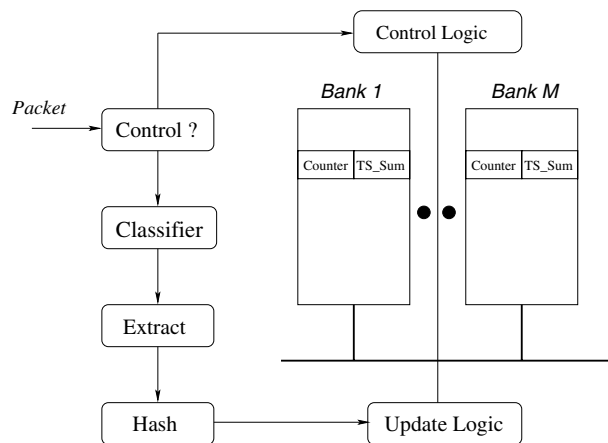 Control Logic
Bank 1
Bank M
Packet
Control ?
Counter TS_Sum
Counter TS_Sum
Classifier
Extract
Hash
Update Logic